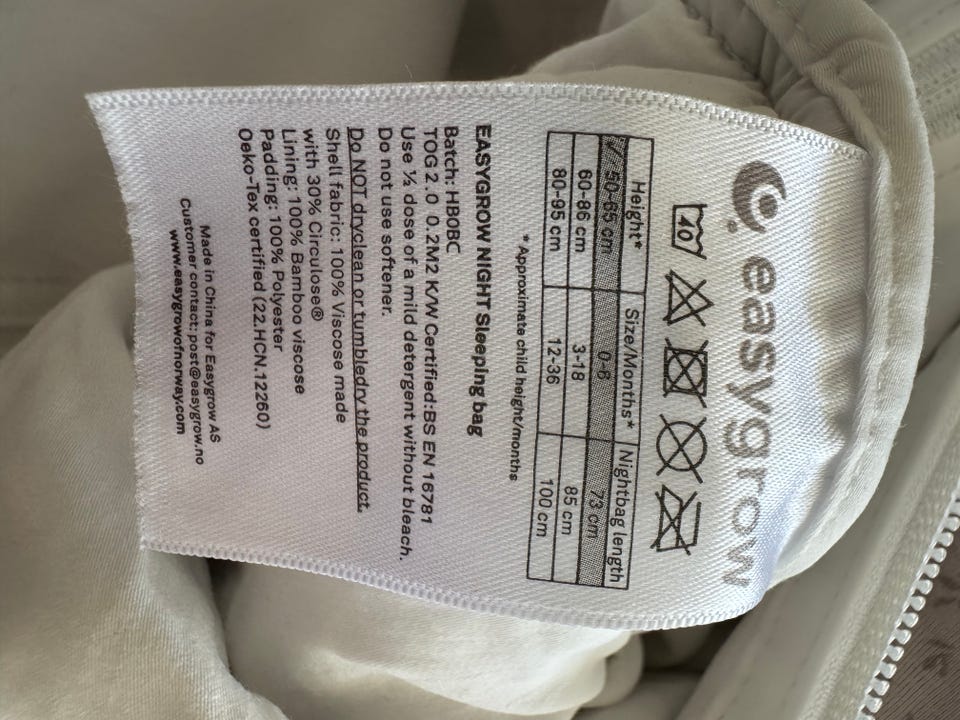 easygrow
40
Height* Size/Months* Nightbag length
✓ 50-65 cm 0-6 73 cm
60-86 cm 3-18 85 cm
80-95 cm 12-36 100 cm
* Approximate child height/months
EASYGROW NIGHT Sleeping bag
Batch: HB0BC
TOG 2.0 0.2M2 K/W Certified:BS EN 16781
Use ½ dose of a mild detergent without bleach.
Do not use softener.
Do NOT dryclean or tumbledry the product.
Shell fabric: 100% Viscose made
with 30% Circulose®
Lining: 100% Bamboo viscose
Padding: 100% Polyester
Oeko-Tex certified (22.HCN.12260)
Made in China for Easygrow AS
Customer contact: post@easygrow.no
www.easygrowofnorway.com